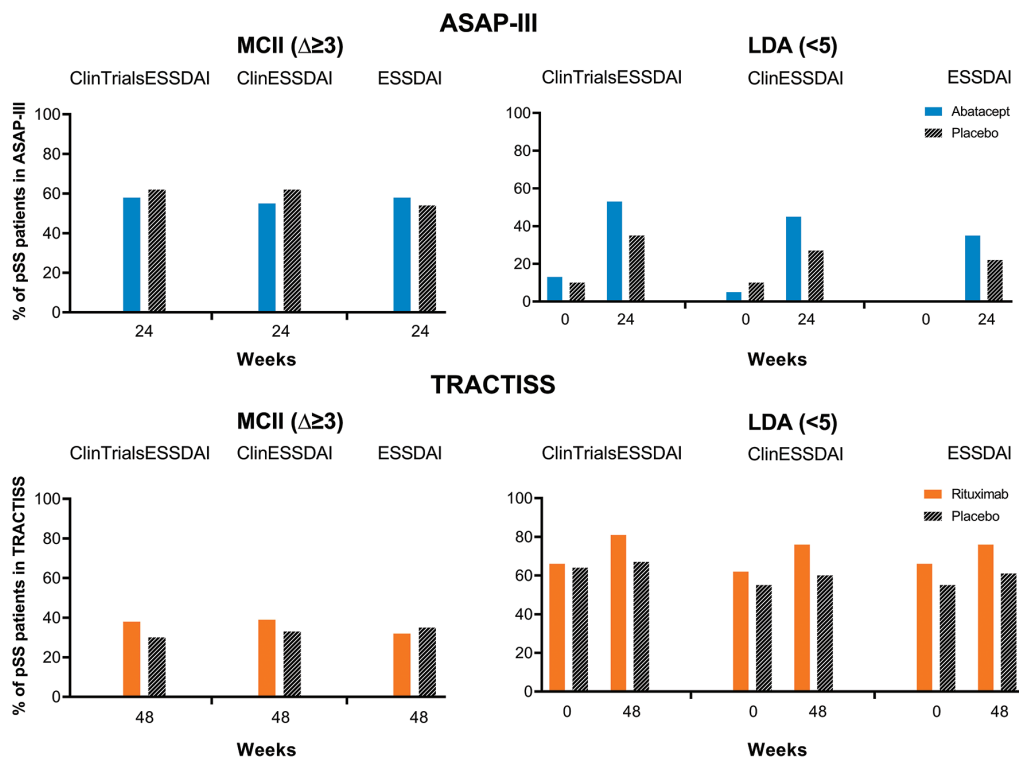 ASAP-III
MCII (Δ≥3)
ClinTrialsESSDAI ClinESSDAI ESSDAI
% of pSS patients in ASAP-III
100
80
60
40
20
0
24 24 24
Weeks
LDA (<5)
ClinTrialsESSDAI ClinESSDAI ESSDAI
Abatacept
Placebo
100
80
60
40
20
0
0 24 0 24 0 24
Weeks
TRACTISS
MCII (Δ≥3)
ClinTrialsESSDAI ClinESSDAI ESSDAI
% of pSS patients in TRACTISS
100
80
60
40
20
0
48 48 48
Weeks
LDA (<5)
ClinTrialsESSDAI ClinESSDAI ESSDAI
Rituximab
Placebo
100
80
60
40
20
0
0 48 0 48 0 48
Weeks